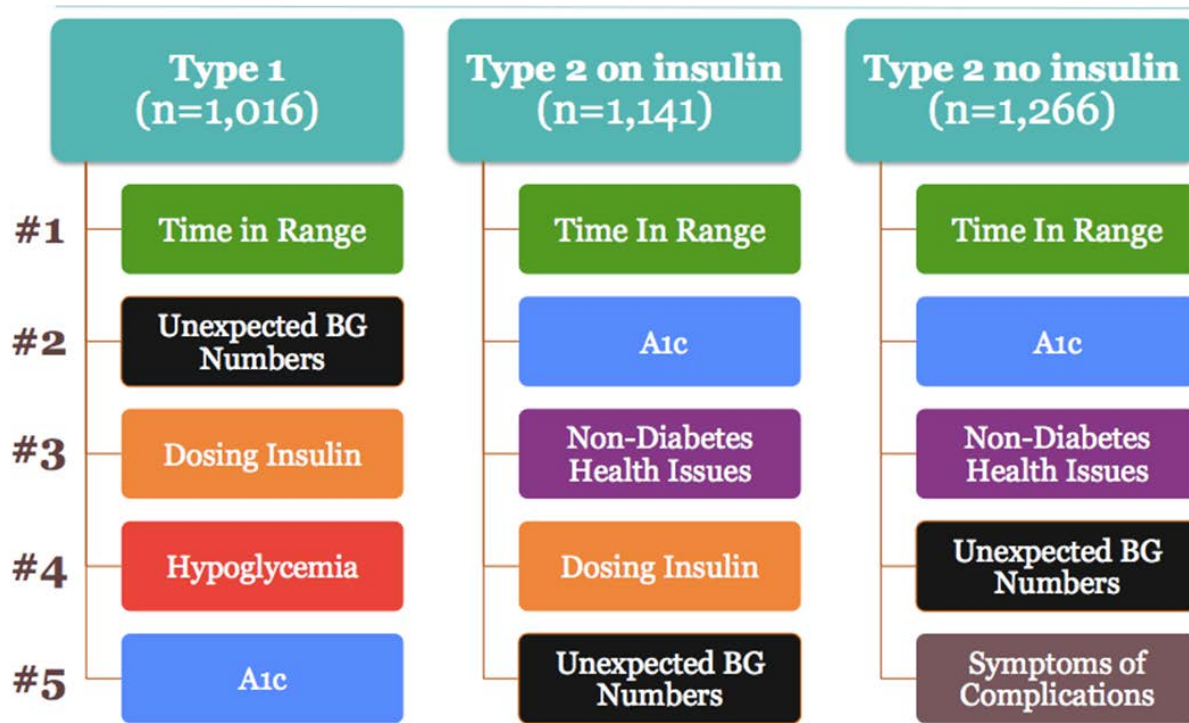 Type 1
(n=1,016)
Type 2 on insulin
(n=1,141)
Type 2 no insulin
(n=1,266)
#1
Time in Range
Time In Range
Time In Range
#2
Unexpected BG
Numbers
A1c
A1c
#3
Dosing Insulin
Non-Diabetes
Health Issues
Non-Diabetes
Health Issues
#4
Hypoglycemia
Dosing Insulin
Unexpected BG
Numbers
#5
A1c
Unexpected BG
Numbers
Symptoms of
Complications